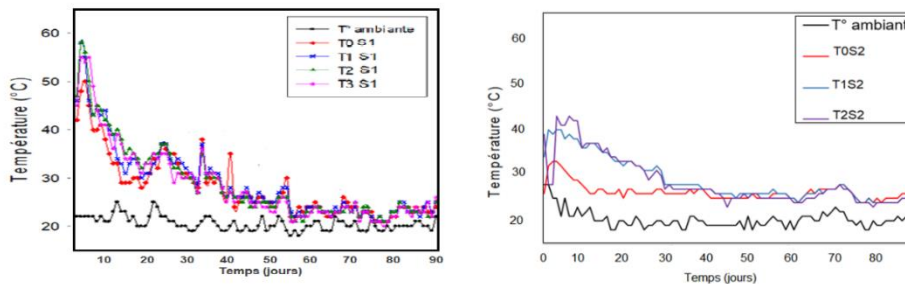 Température (°C)
60
50
40
30
20
T° ambiante
T0 S1
T1 S1
T2 S1
T3 S1
10 20 30 40 50 60 70 80 90
Temps (jours)
Température (°C)
60
50
40
30
20
T° ambiant
T0S2
T1S2
T2S2
0 10 20 30 40 50 60 70 80
Temps (jours)